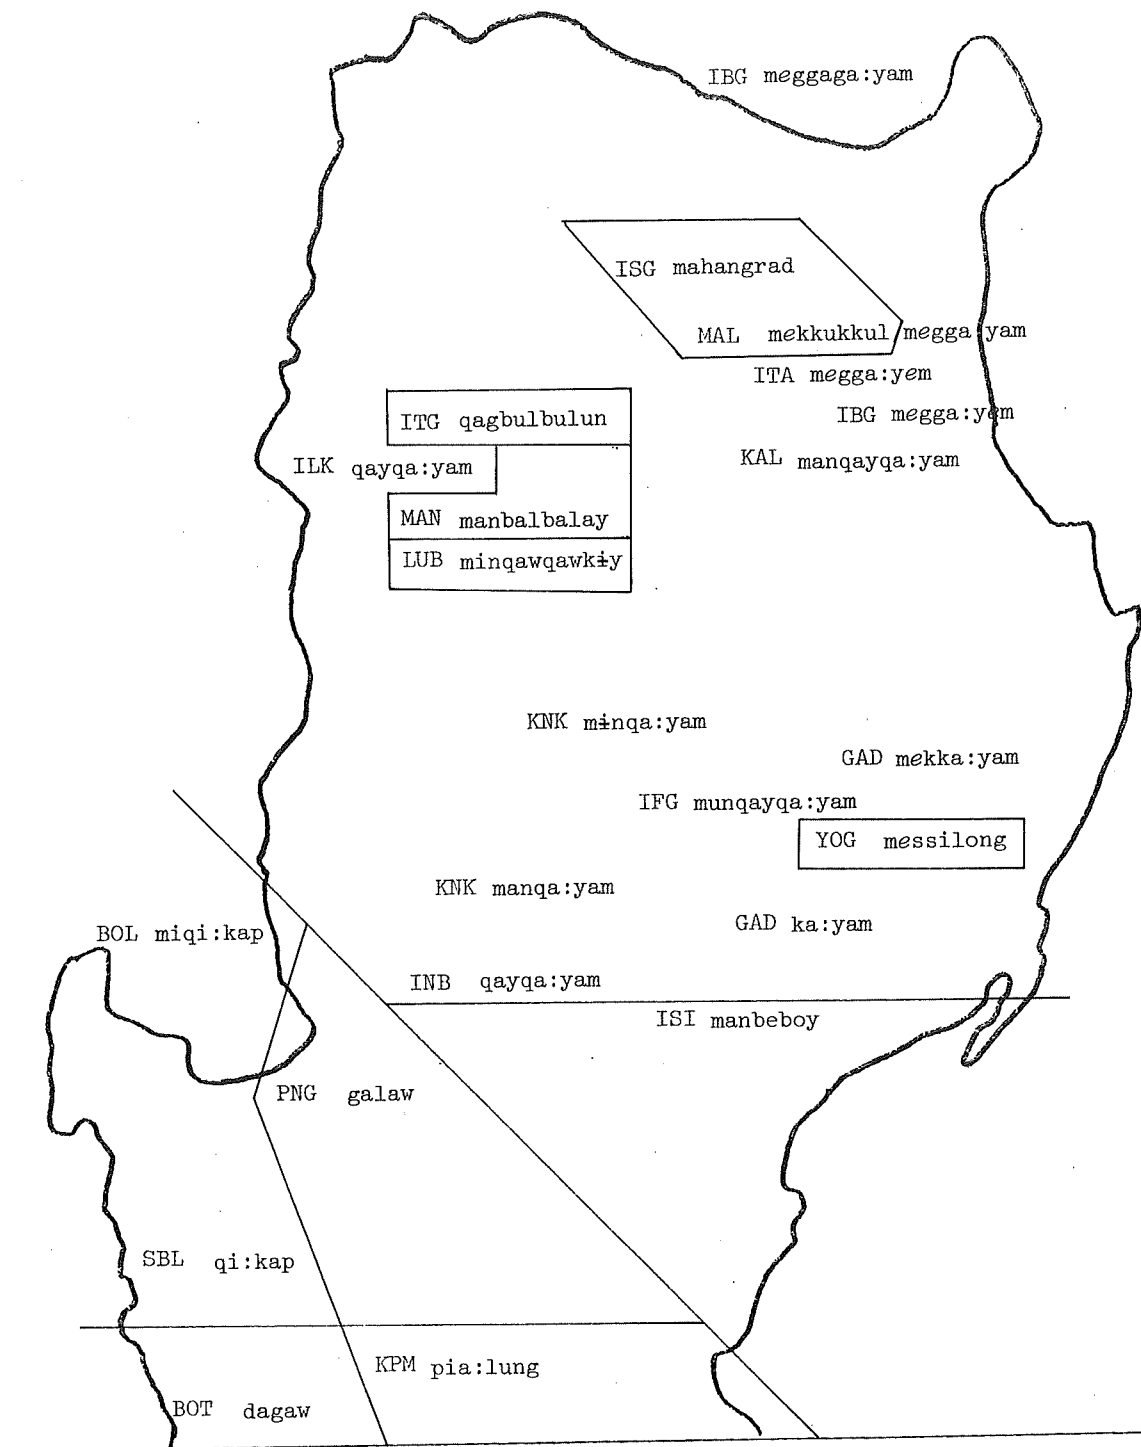 IBG meggaga:yam
ISG mahangrad
MAL mekkukkul megga:yam
ITA megga:yem
IBG megga:yem
ITG qagbulbulun
KAL manqayqa:yam
ILK qayqa:yam
MAN manbalbalay
LUB minqawqawkɨy
KNK mɨnqa:yam
GAD mekka:yam
IFG munqayqa:yam
YOG messilong
KNK manqa:yam
GAD ka:yam
BOL miqi:kap
INB qayqa:yam
ISI manbeboy
PNG galaw
SBL qi:kap
KPM pia:lung
BOT dagaw